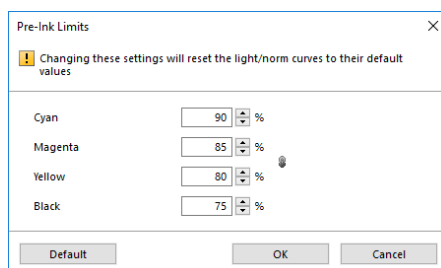 Pre-Ink Limits
Changing these settings will reset the light/norm curves to their default
values
Cyan 90 %
Magenta 85 %
Yellow 80 %
Black 75 %
Default OK Cancel